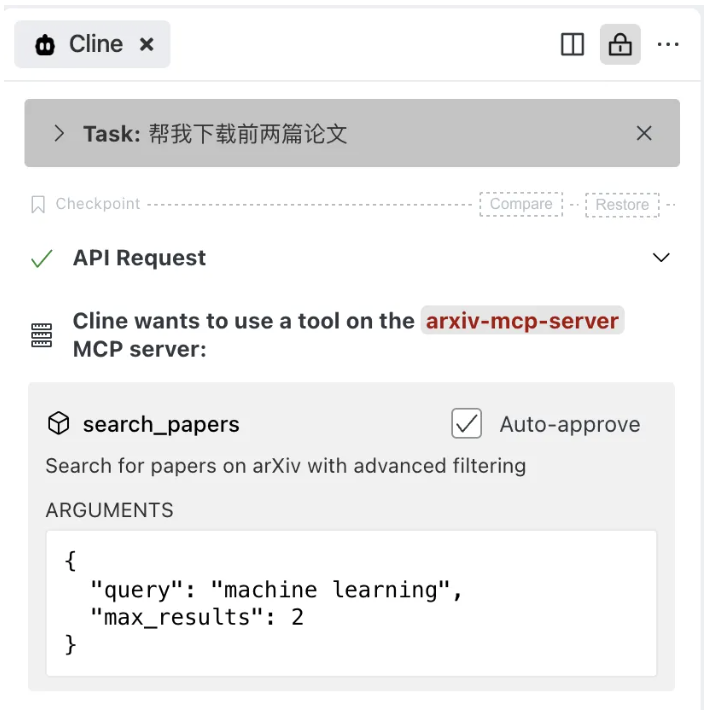 Cline
Task: 帮我下载前两篇论文
Checkpoint Compare Restore
API Request
Cline wants to use a tool on the arxiv-mcp-server
MCP server:
search_papers Auto-approve
Search for papers on arXiv with advanced filtering
ARGUMENTS
{
"query": "machine learning",
"max_results": 2
}